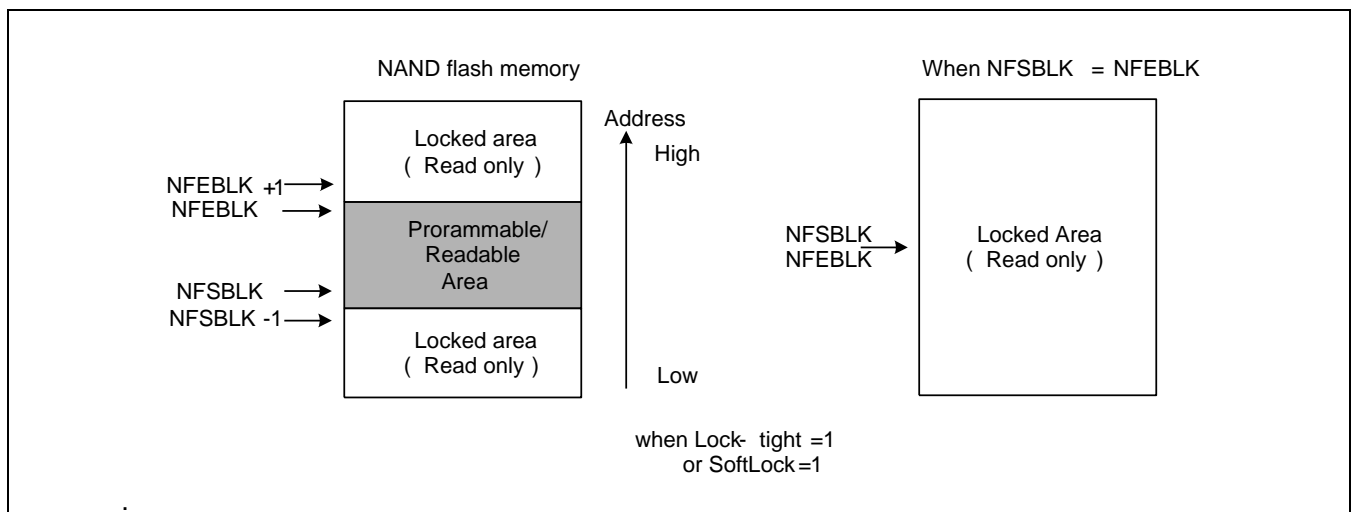 NAND flash memory
Locked area
( Read only )
NFEBLK +1
NFEBLK
Prorammable/
Readable
Area
NFSBLK
NFSBLK -1
Locked area
( Read only )
Address
High
Low
when Lock- tight =1
or SoftLock=1
When NFSBLK = NFEBLK
NFSBLK
NFEBLK
Locked Area
( Read only )
.